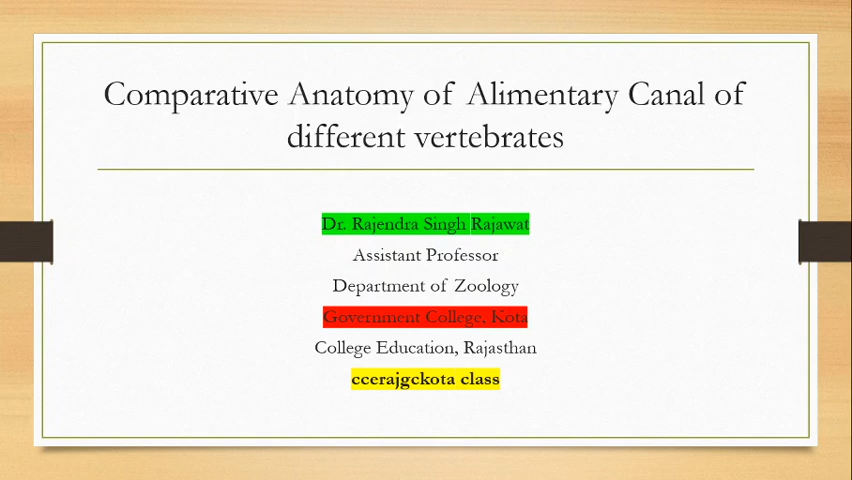 Comparative Anatomy of Alimentary Canal of
different vertebrates
Dr. Rajendra Singh Rajawat
Assistant Professor
Department of Zoology
Government College, Kota
College Education, Rajasthan
ccerajgckota class